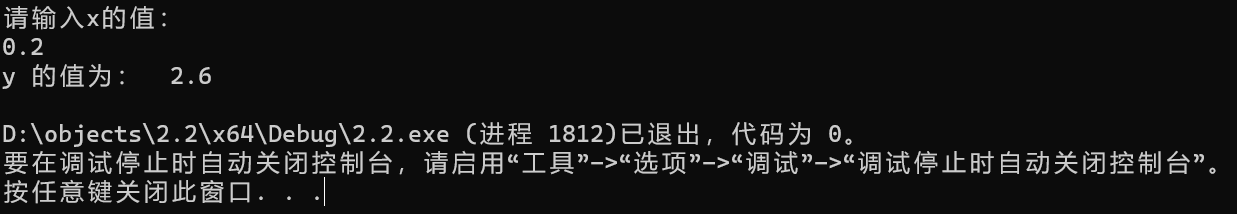 请输入x的值:
0.2
y 的值为:  2.6
D:\objects\2.2\x64\Debug\2.2.exe (进程 1812)已退出，代码为 0。
要在调试停止时自动关闭控制台，请启用“工具”->“选项”->“调试”->“调试停止时自动关闭控制台”。
按任意键关闭此窗口. . .